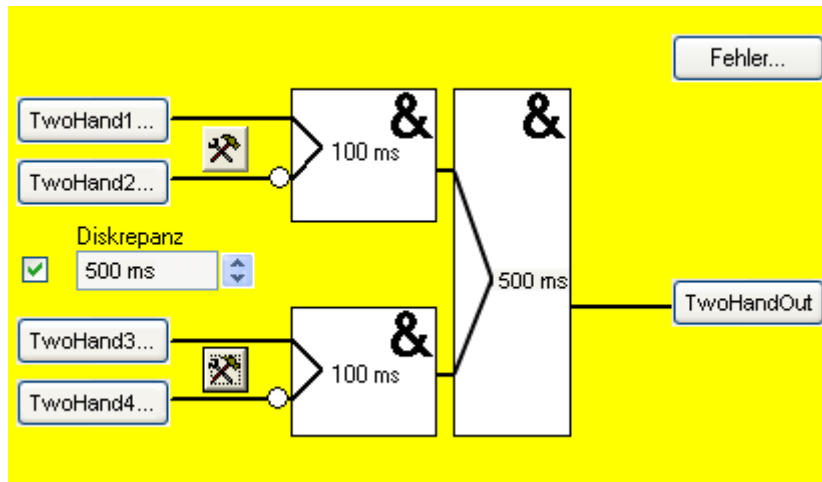 Fehler...
TwoHand1...
&
&
100 ms
TwoHand2...
Diskrepanz
500 ms
500 ms
TwoHandOut
TwoHand3...
&
100 ms
TwoHand4...